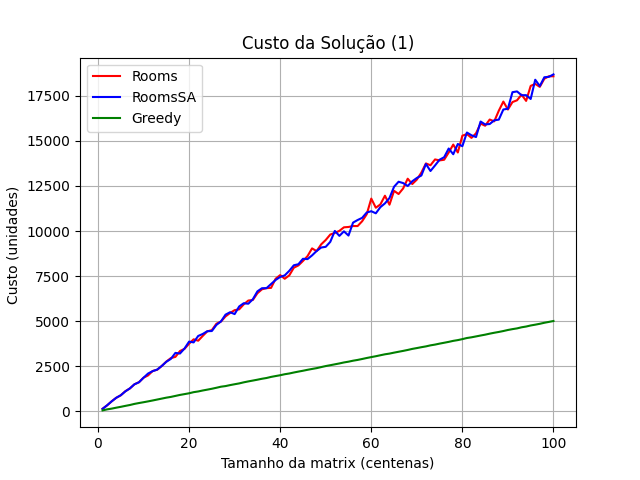 Custo da Solução (1)
Rooms
RoomsSA
Greedy
Custo (unidades)
17500
15000
12500
10000
7500
5000
2500
0
0 20 40 60 80 100
Tamanho da matrix (centenas)